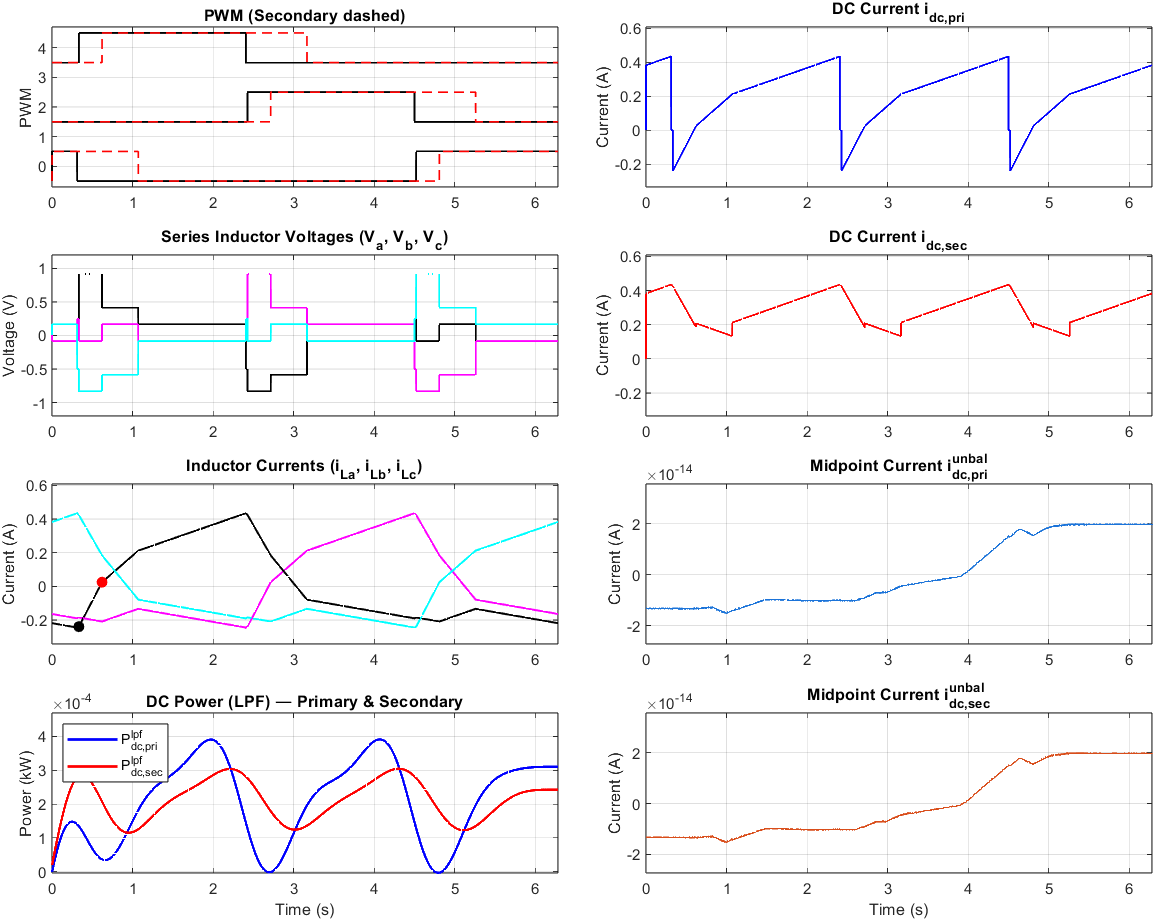 PWM (Secondary dashed)
PWM
4
3
2
1
0
0 1 2 3 4 5 6
DC Current i_dc,pri
Current (A)
0.6
0.4
0.2
0
-0.2
0 1 2 3 4 5 6
Series Inductor Voltages (V_a, V_b, V_c)
Voltage (V)
1
0.5
0
-0.5
-1
0 1 2 3 4 5 6
DC Current i_dc,sec
Current (A)
0.6
0.4
0.2
0
-0.2
0 1 2 3 4 5 6
Inductor Currents (i_La, i_Lb, i_Lc)
Current (A)
0.6
0.4
0.2
0
-0.2
0 1 2 3 4 5 6
Midpoint Current i^unbal_dc,pri
×10^-14
Current (A)
2
0
-2
0 1 2 3 4 5 6
DC Power (LPF) — Primary & Secondary
×10^-4
Power (kW)
4
3
2
1
0
P^lpf_dc,pri
P^lpf_dc,sec
0 1 2 3 4 5 6
Time (s)
Midpoint Current i^unbal_dc,sec
×10^-14
Current (A)
2
0
-2
0 1 2 3 4 5 6
Time (s)